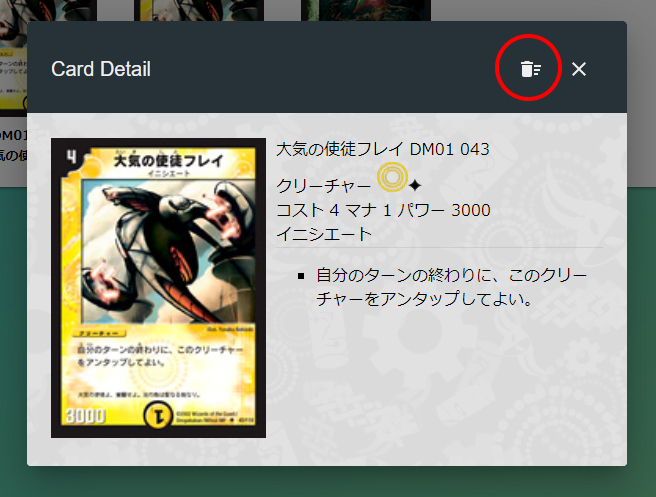 Card Detail
大気の使徒フレイ DM01 043
クリーチャー
コスト 4 マナ 1 パワー 3000
イニシエート
自分のターンの終わりに、このクリー
チャーをアンタップしてよい。
4
大気の使徒フレイ
イニシエート
クリーチャー
自分のターンの終わりに、このクリーチャー
をアンタップしてよい。
3000
1
DM01